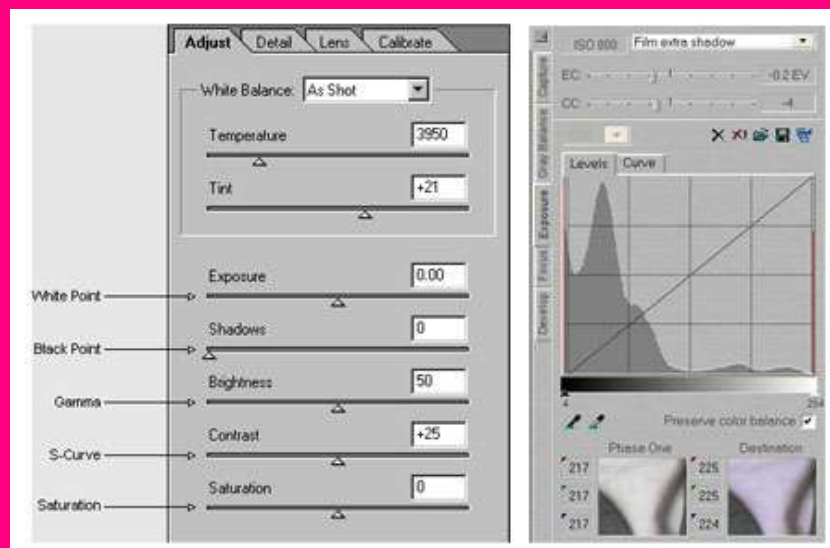 Adjust Detail Lens Calibrate
White Balance: As Shot
Temperature 3950
Tint +21
White Point Exposure 0.00
Black Point Shadows 0
Gamma Brightness 50
S-Curve Contrast +25
Saturation Saturation 0
ISO 800 Film extra shadow
EC -0.2 EV
CC -4
Levels Curve
Capture
Gray Balance
Exposure
Focus
Develop
4 254
Preserve color balance
Phase One Destination
217 225
217 225
217 224